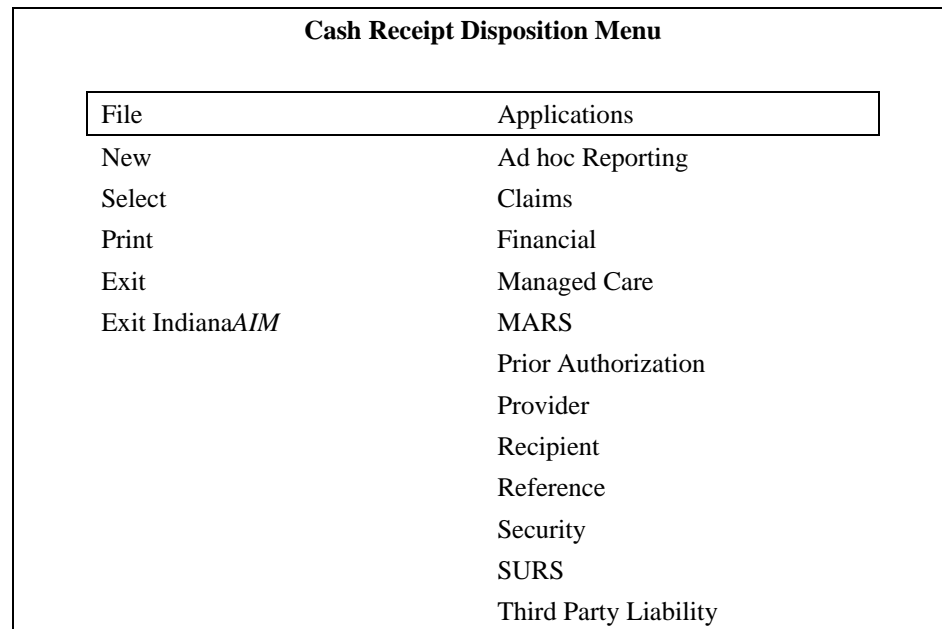 Cash Receipt Disposition Menu
File Applications
New Ad hoc Reporting
Select Claims
Print Financial
Exit Managed Care
Exit IndianaAIM MARS
Prior Authorization
Provider
Recipient
Reference
Security
SURS
Third Party Liability